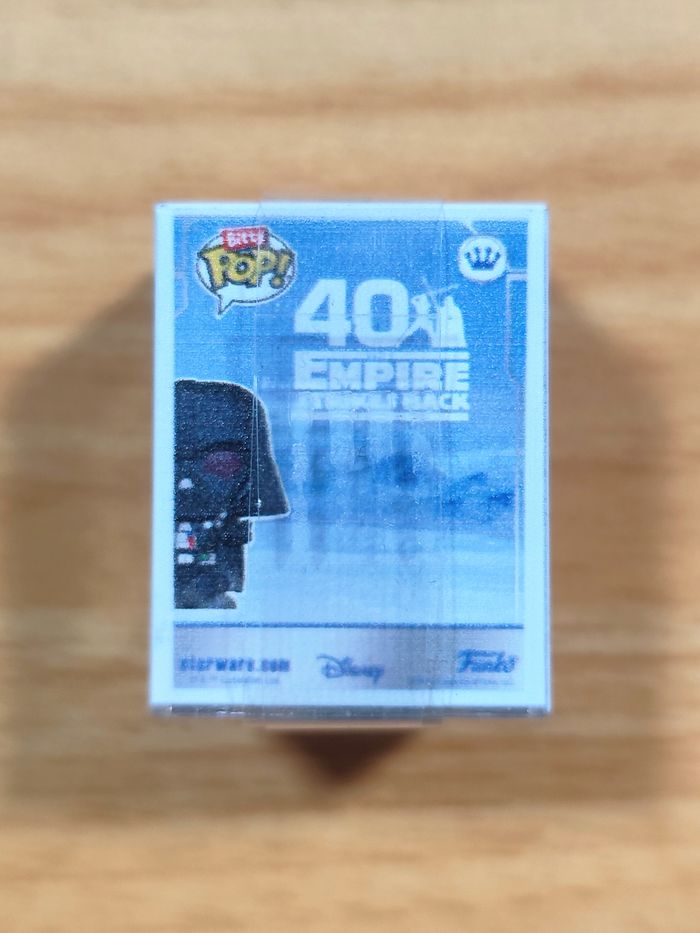 BITTY
POP!
40
EMPIRE
STRIKES BACK
starwars.com
Disney
Funko